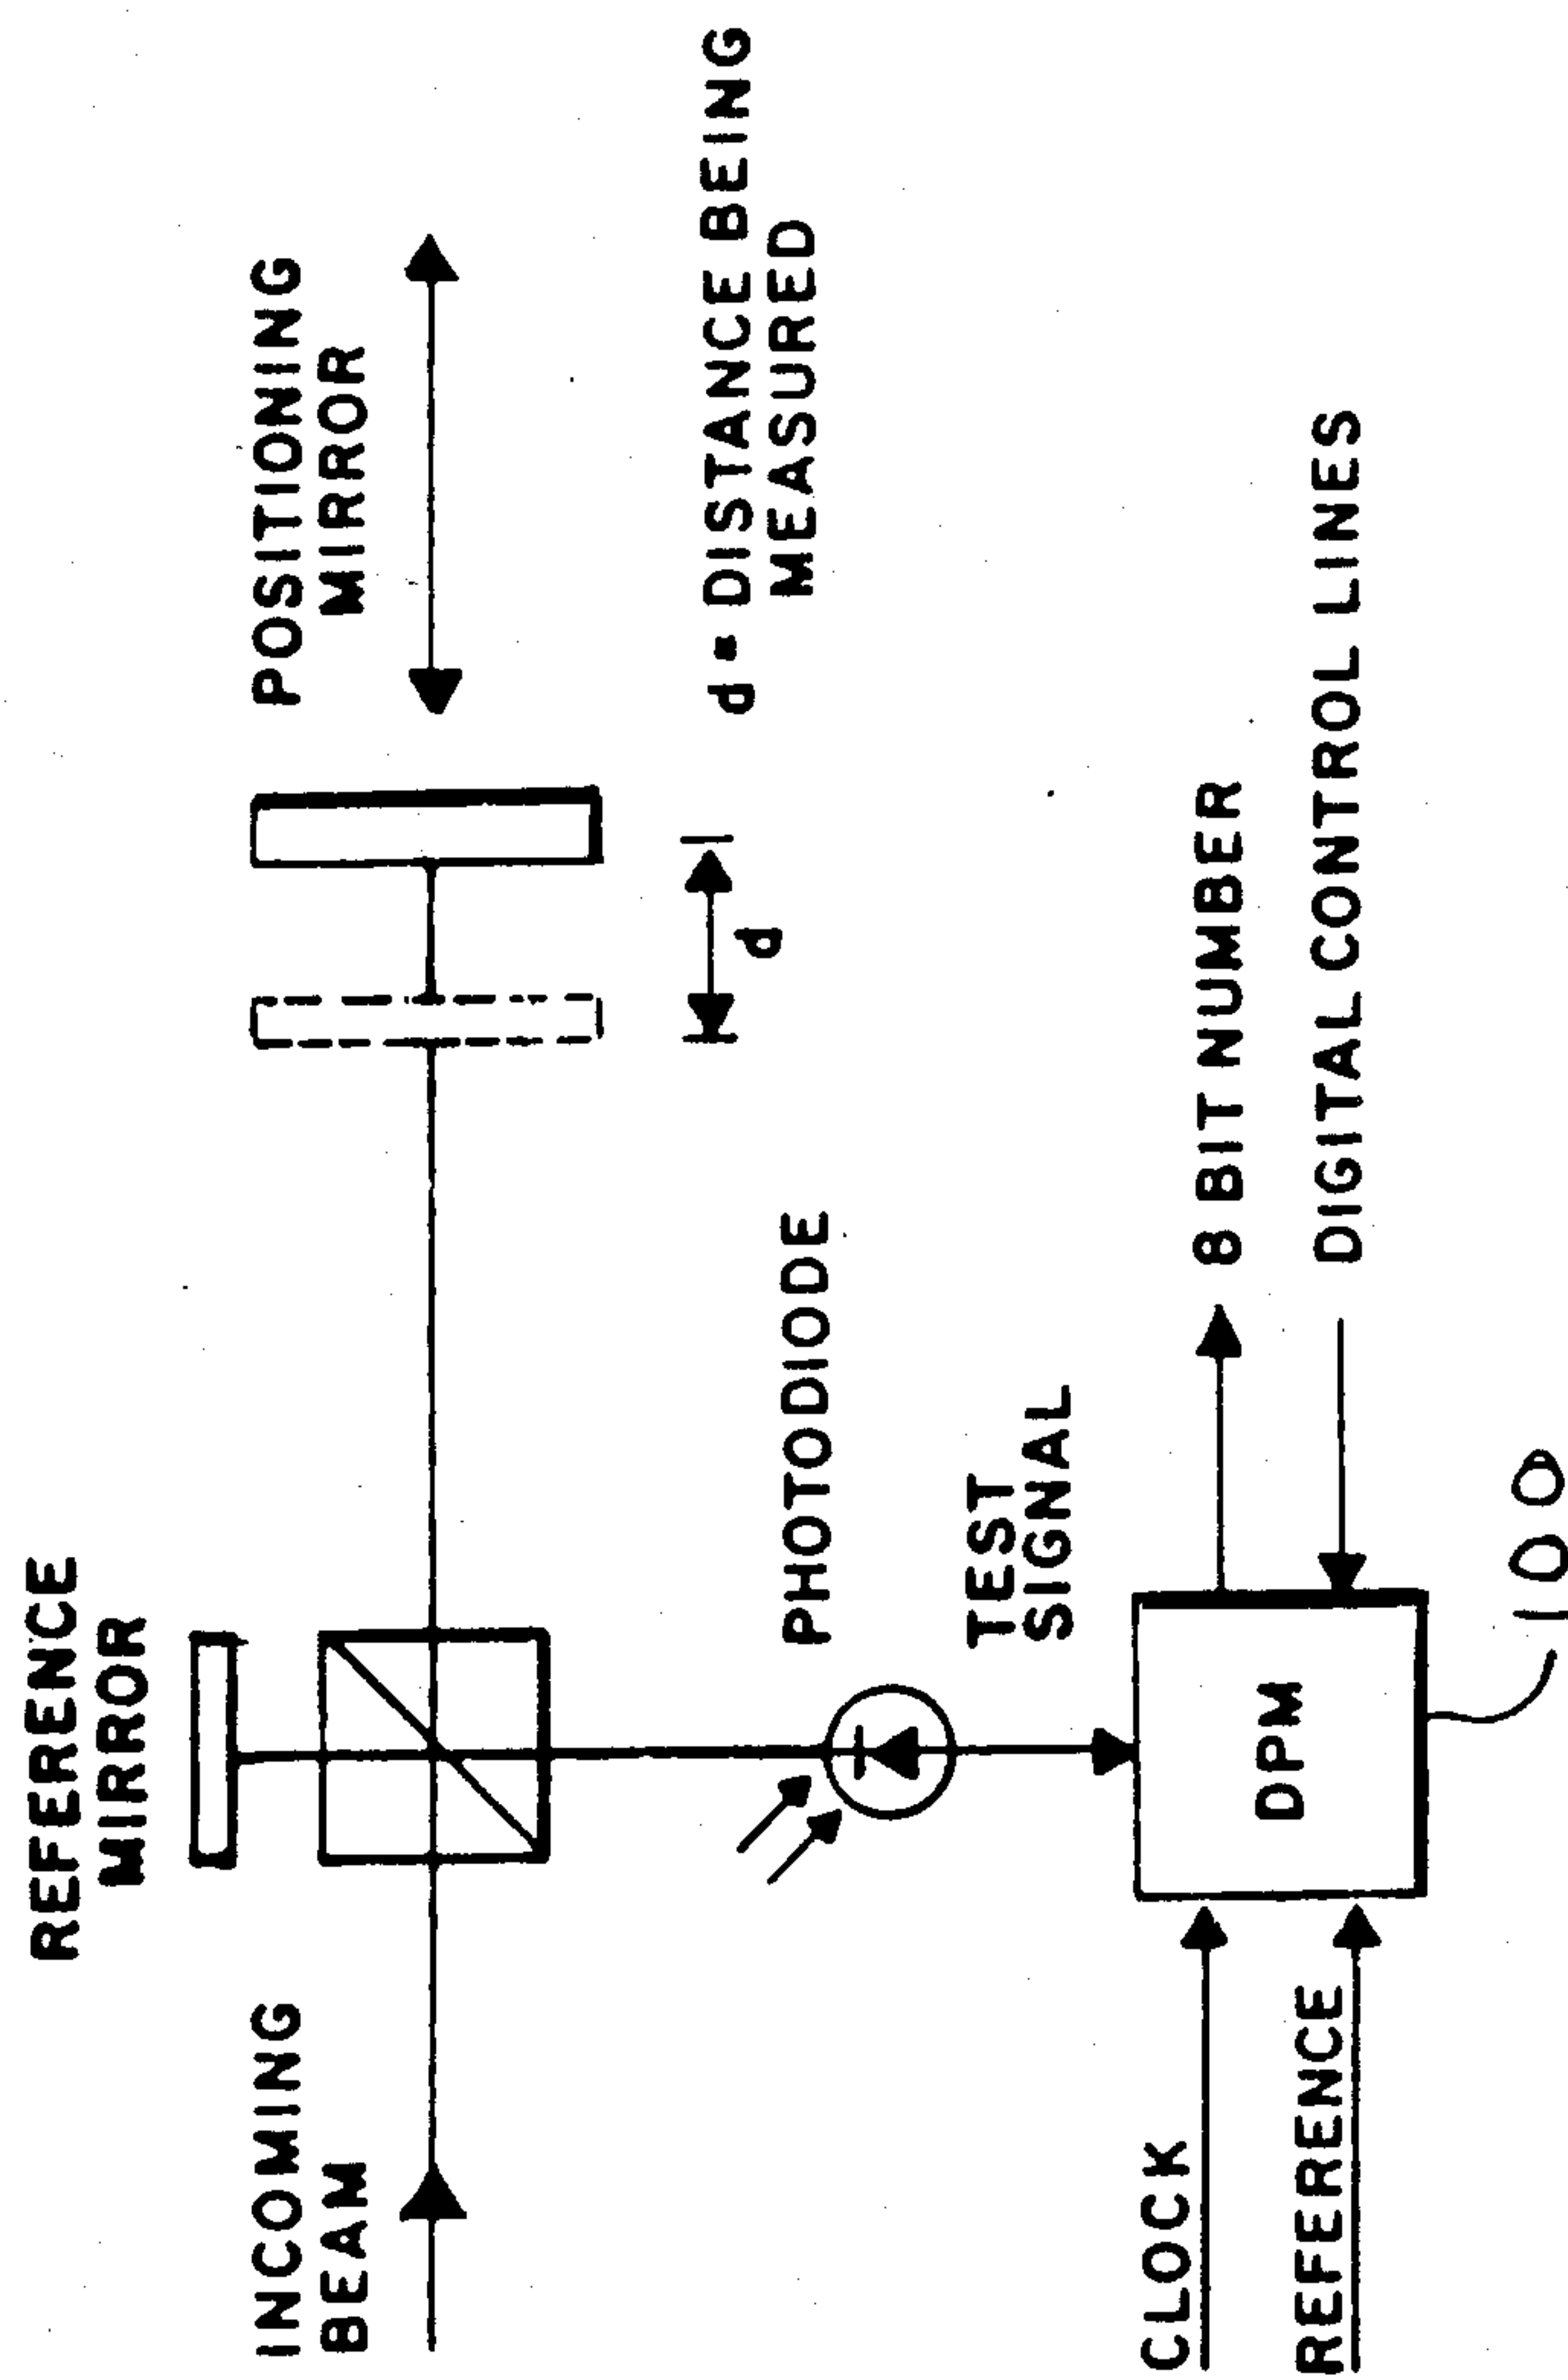 REFERENCE
MIRROR
INCOMING
BEAM
POSITIONING
MIRROR
d = DISTANCE BEING
MEASURED
d
PHOTODIODE
TEST
SIGNAL
CLOCK
REFERENCE
DPM
8 BIT NUMBER
DIGITAL CONTROL LINES
100